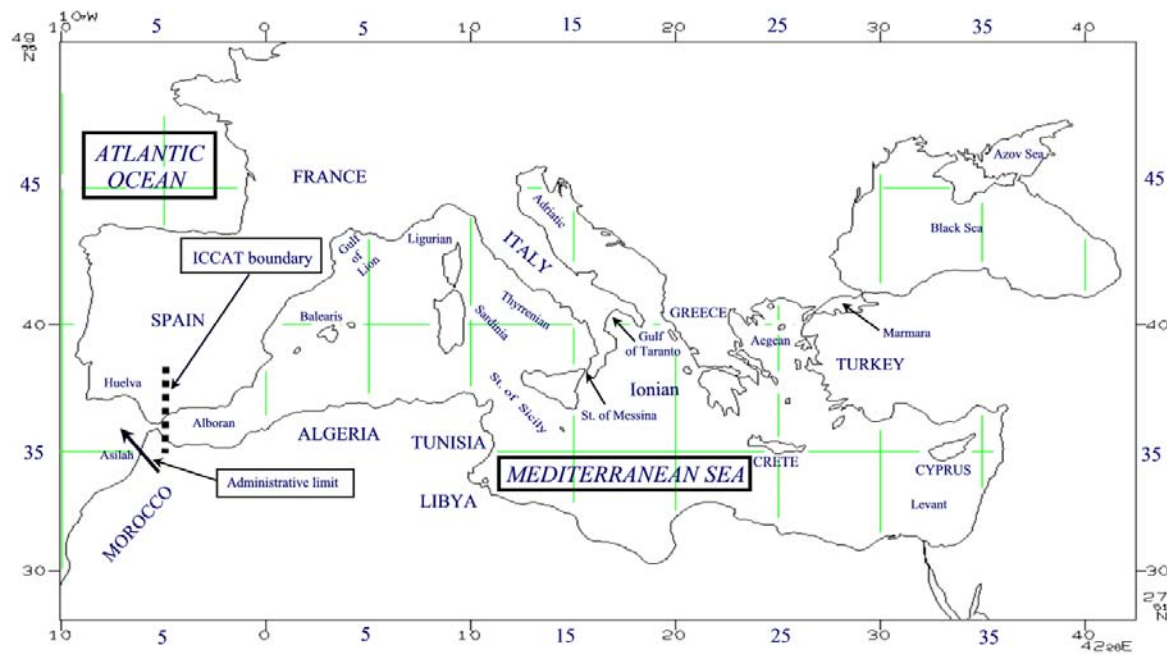 10°W
10 5 0 5 10 15 20 25 30 35 40
45 45
40 40
35 35
30 30
ATLANTIC
OCEAN
FRANCE
Azov Sea
Black Sea
Adriatic
Ligurian
Gulf
of
Lion
ITALY
ICCAT boundary
SPAIN
Balearis
Thyrrenian
Sardinia
GREECE
Marmara
Aegean
Gulf
of Taranto
TURKEY
Huelva
Ionian
St. of Messina
St. of Sicily
Alboran
ALGERIA
TUNISIA
Asilah
MEDITERRANEAN SEA
CRETE
CYPRUS
Administrative limit
LIBYA
Levant
MOROCCO
10 5 0 5 10 15 20 25 30 35 40